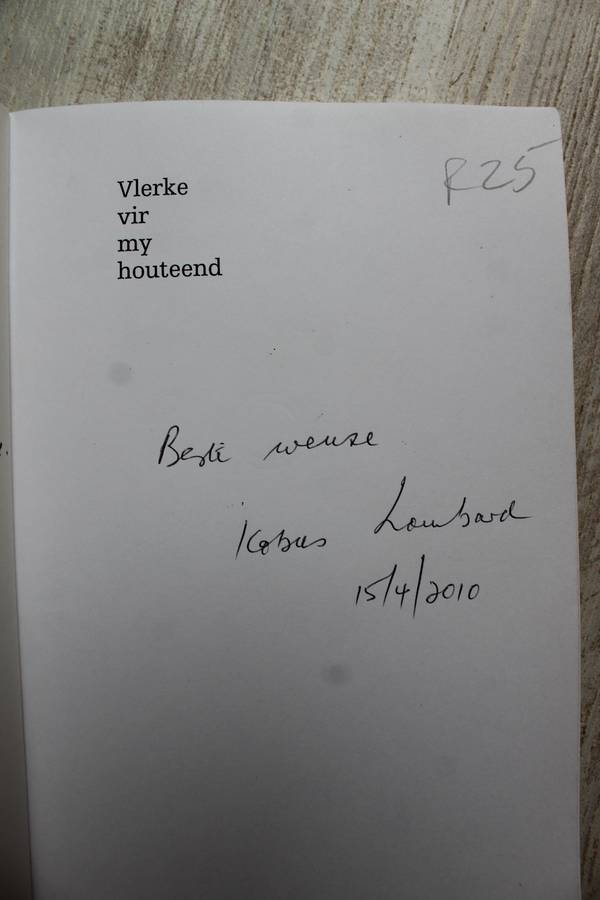 Vlerke
vir
my
houteend
R25
Beste wense
Kobus Lombard
15/4/2010